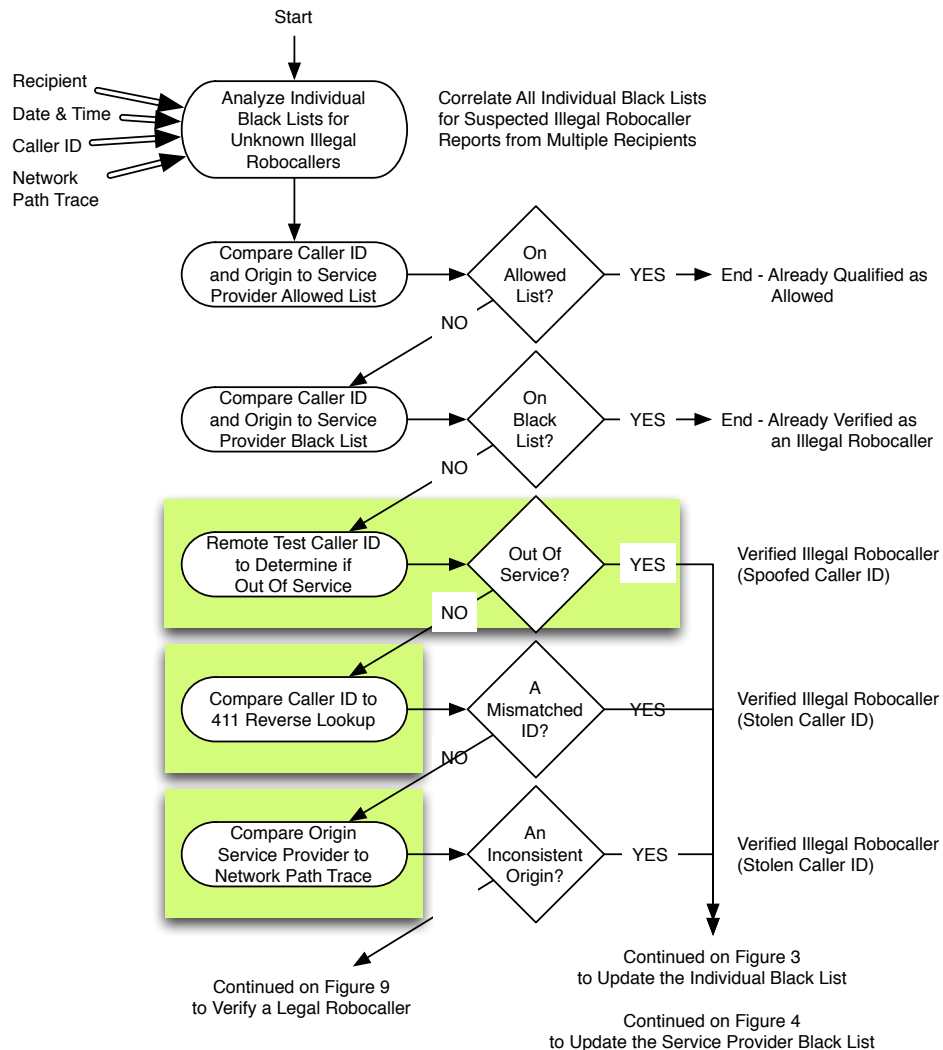 Start
Recipient
Date & Time
Caller ID
Network
Path Trace
Analyze Individual
Black Lists for
Unknown Illegal
Robocallers
Correlate All Individual Black Lists
for Suspected Illegal Robocaller
Reports from Multiple Recipients
Compare Caller ID
and Origin to Service
Provider Allowed List
On
Allowed
List?
YES
End - Already Qualified as
Allowed
NO
Compare Caller ID
and Origin to Service
Provider Black List
On
Black
List?
YES
End - Already Verified as
an Illegal Robocaller
NO
Remote Test Caller ID
to Determine if
Out Of Service
Out Of
Service?
YES
Verified Illegal Robocaller
(Spoofed Caller ID)
NO
Compare Caller ID to
411 Reverse Lookup
A
Mismatched
ID?
YES
Verified Illegal Robocaller
(Stolen Caller ID)
NO
Compare Origin
Service Provider to
Network Path Trace
An
Inconsistent
Origin?
YES
Verified Illegal Robocaller
(Stolen Caller ID)
Continued on Figure 9
to Verify a Legal Robocaller
Continued on Figure 3
to Update the Individual Black List
Continued on Figure 4
to Update the Service Provider Black List